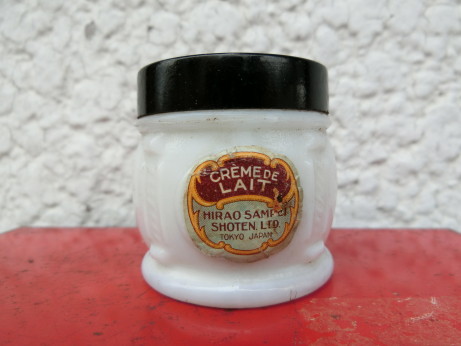 CRÈME DE
LAIT
HIRAO SAMPEI
SHOTEN, LTD.
TOKYO JAPAN